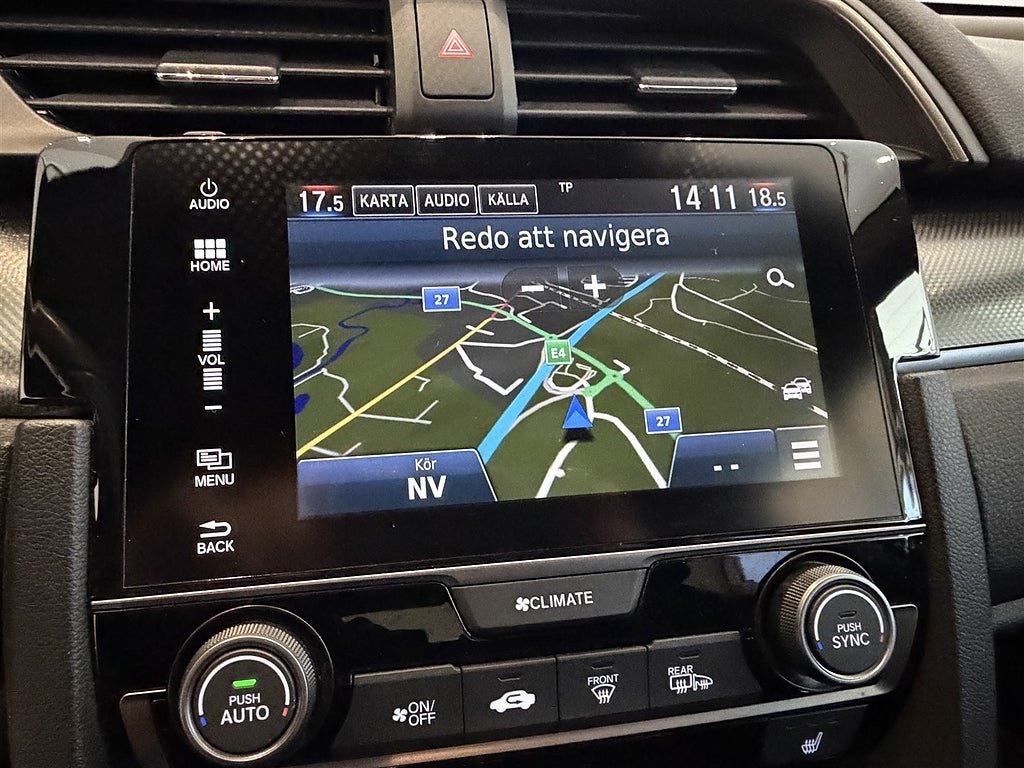 AUDIO
HOME
+
VOL
−
MENU
BACK
17.5 KARTA AUDIO KÄLLA TP 14 11 18.5
Redo att navigera
− +
27
E4
27
Kör
NV
--
CLIMATE
PUSH
AUTO
ON/
OFF
FRONT
REAR
PUSH
SYNC